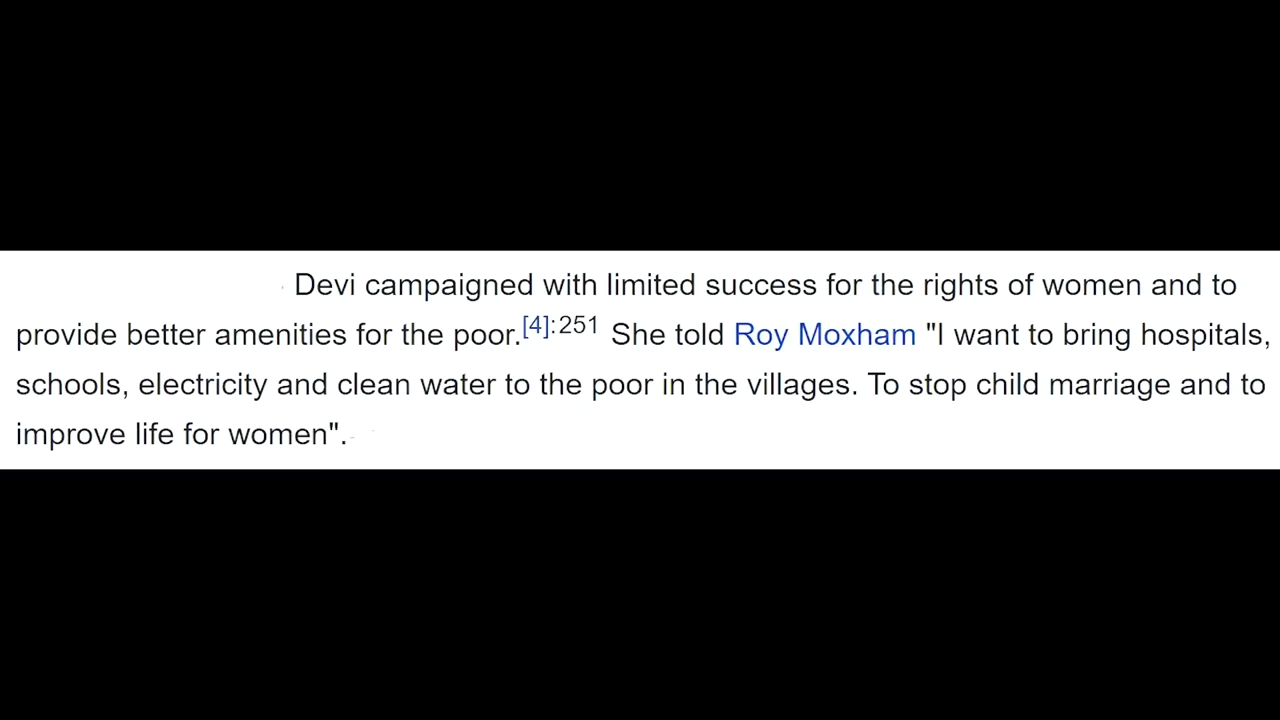 Devi campaigned with limited success for the rights of women and to
provide better amenities for the poor.[4]:251 She told Roy Moxham "I want to bring hospitals,
schools, electricity and clean water to the poor in the villages. To stop child marriage and to
improve life for women".